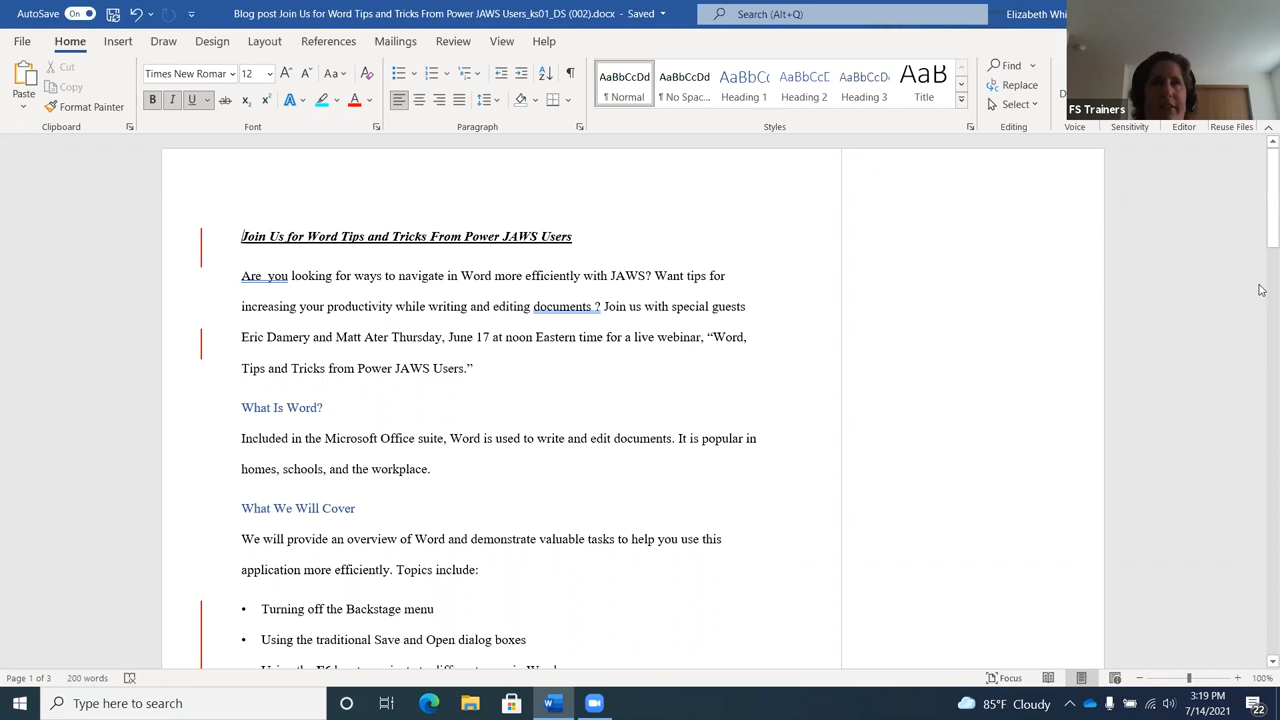 AutoSave On Blog post for Word Tips and Tricks from Power JAWS Users_ks01_DS (002).docx - Saved Search (Alt+Q) Elizabeth Whi
File Home Insert Draw Design Layout References Mailings Review View Help
Paste Cut Copy Format Painter
Times New Romar 12
AaBbCcDd AaBbCcDd AaBbCc AaBbCcD AaBbCcDd AaB
¶ Normal ¶ No Spac... Heading 1 Heading 2 Heading 3 Title
Find Replace Select
FS Trainers
Clipboard Font Paragraph Styles Editing Voice Sensitivity Editor Reuse Files
Join Us for Word Tips and Tricks From Power JAWS Users
Are  you looking for ways to navigate in Word more efficiently with JAWS? Want tips for
increasing your productivity while writing and editing documents ? Join us with special guests
Eric Damery and Matt Ater Thursday, June 17 at noon Eastern time for a live webinar, “Word,
Tips and Tricks from Power JAWS Users.”
What Is Word?
Included in the Microsoft Office suite, Word is used to write and edit documents. It is popular in
homes, schools, and the workplace.
What We Will Cover
We will provide an overview of Word and demonstrate valuable tasks to help you use this
application more efficiently. Topics include:
• Turning off the Backstage menu
• Using the traditional Save and Open dialog boxes
Page 1 of 3 200 words Focus 100%
Type here to search 85°F Cloudy 3:19 PM
7/14/2021 22